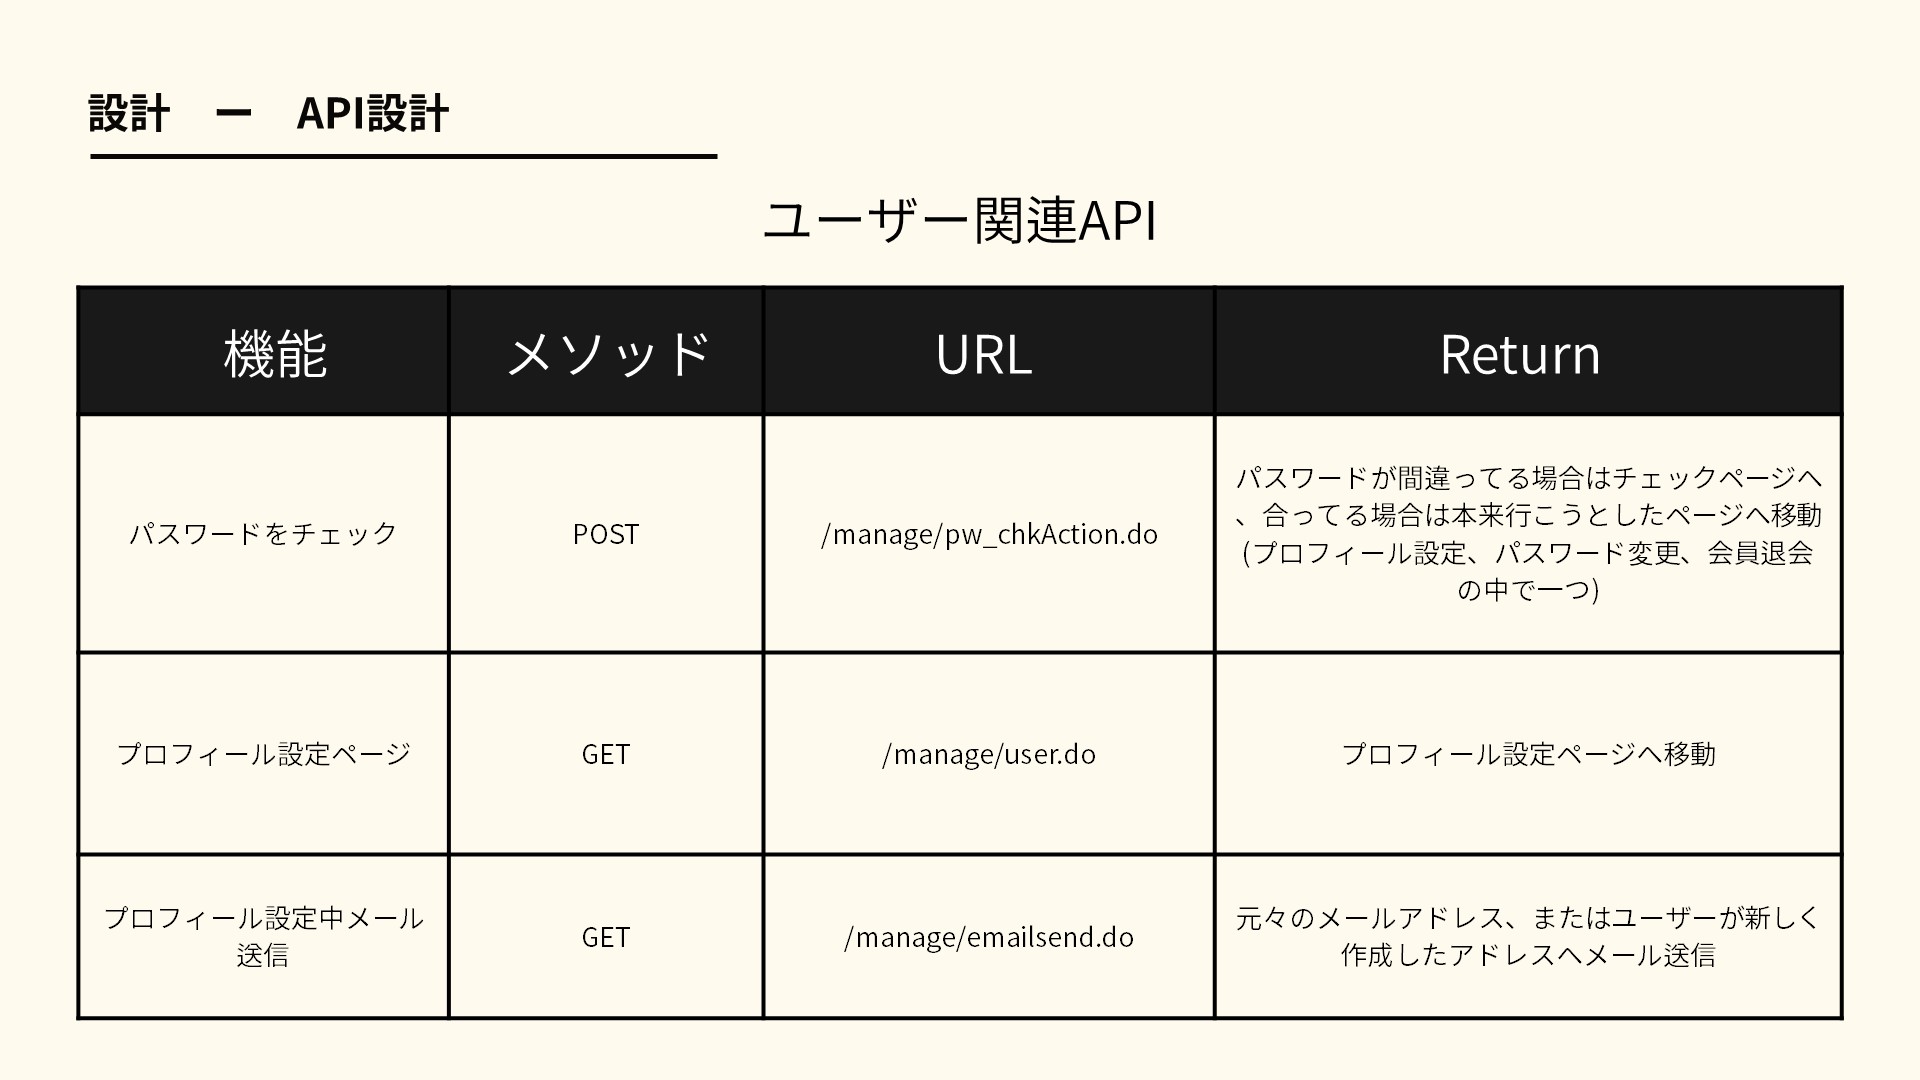 設計　ー　API設計
ユーザー関連API
機能
メソッド
URL
Return
パスワードをチェック
POST
/manage/pw_chkAction.do
パスワードが間違ってる場合はチェックページへ
、合ってる場合は本来行こうとしたページへ移動
(プロフィール設定、パスワード変更、会員退会
の中で一つ)
プロフィール設定ページ
GET
/manage/user.do
プロフィール設定ページへ移動
プロフィール設定中メール
送信
GET
/manage/emailsend.do
元々のメールアドレス、またはユーザーが新しく
作成したアドレスへメール送信